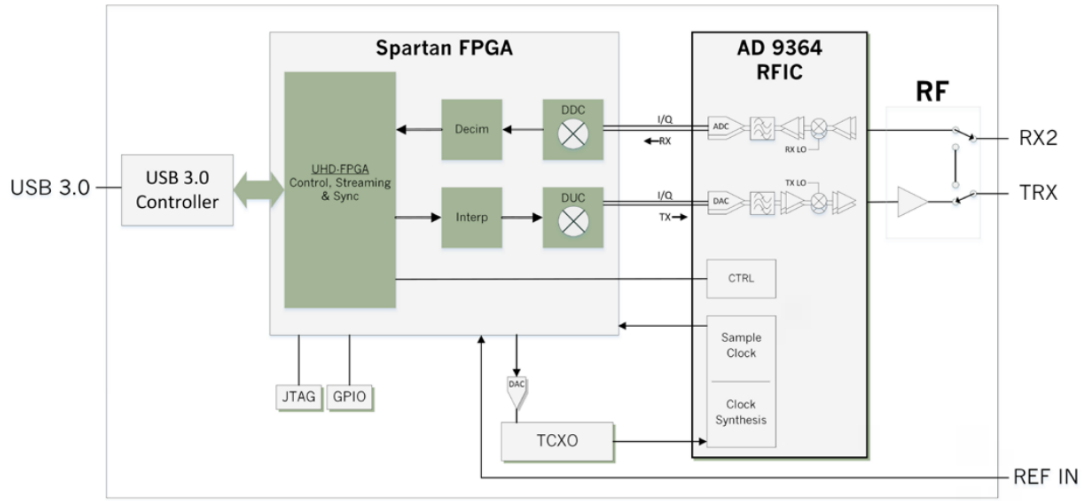 Spartan FPGA
AD 9364
RFIC
RF
DDC
Decim
I/Q
RX
ADC
RX LO
RX2
UHD-FPGA
Control, Streaming
& Sync
USB 3.0
USB 3.0
Controller
Interp
DUC
I/Q
TX
TX LO
DAC
TRX
CTRL
Sample
Clock
Clock
Synthesis
JTAG
GPIO
DAC
TCXO
REF IN